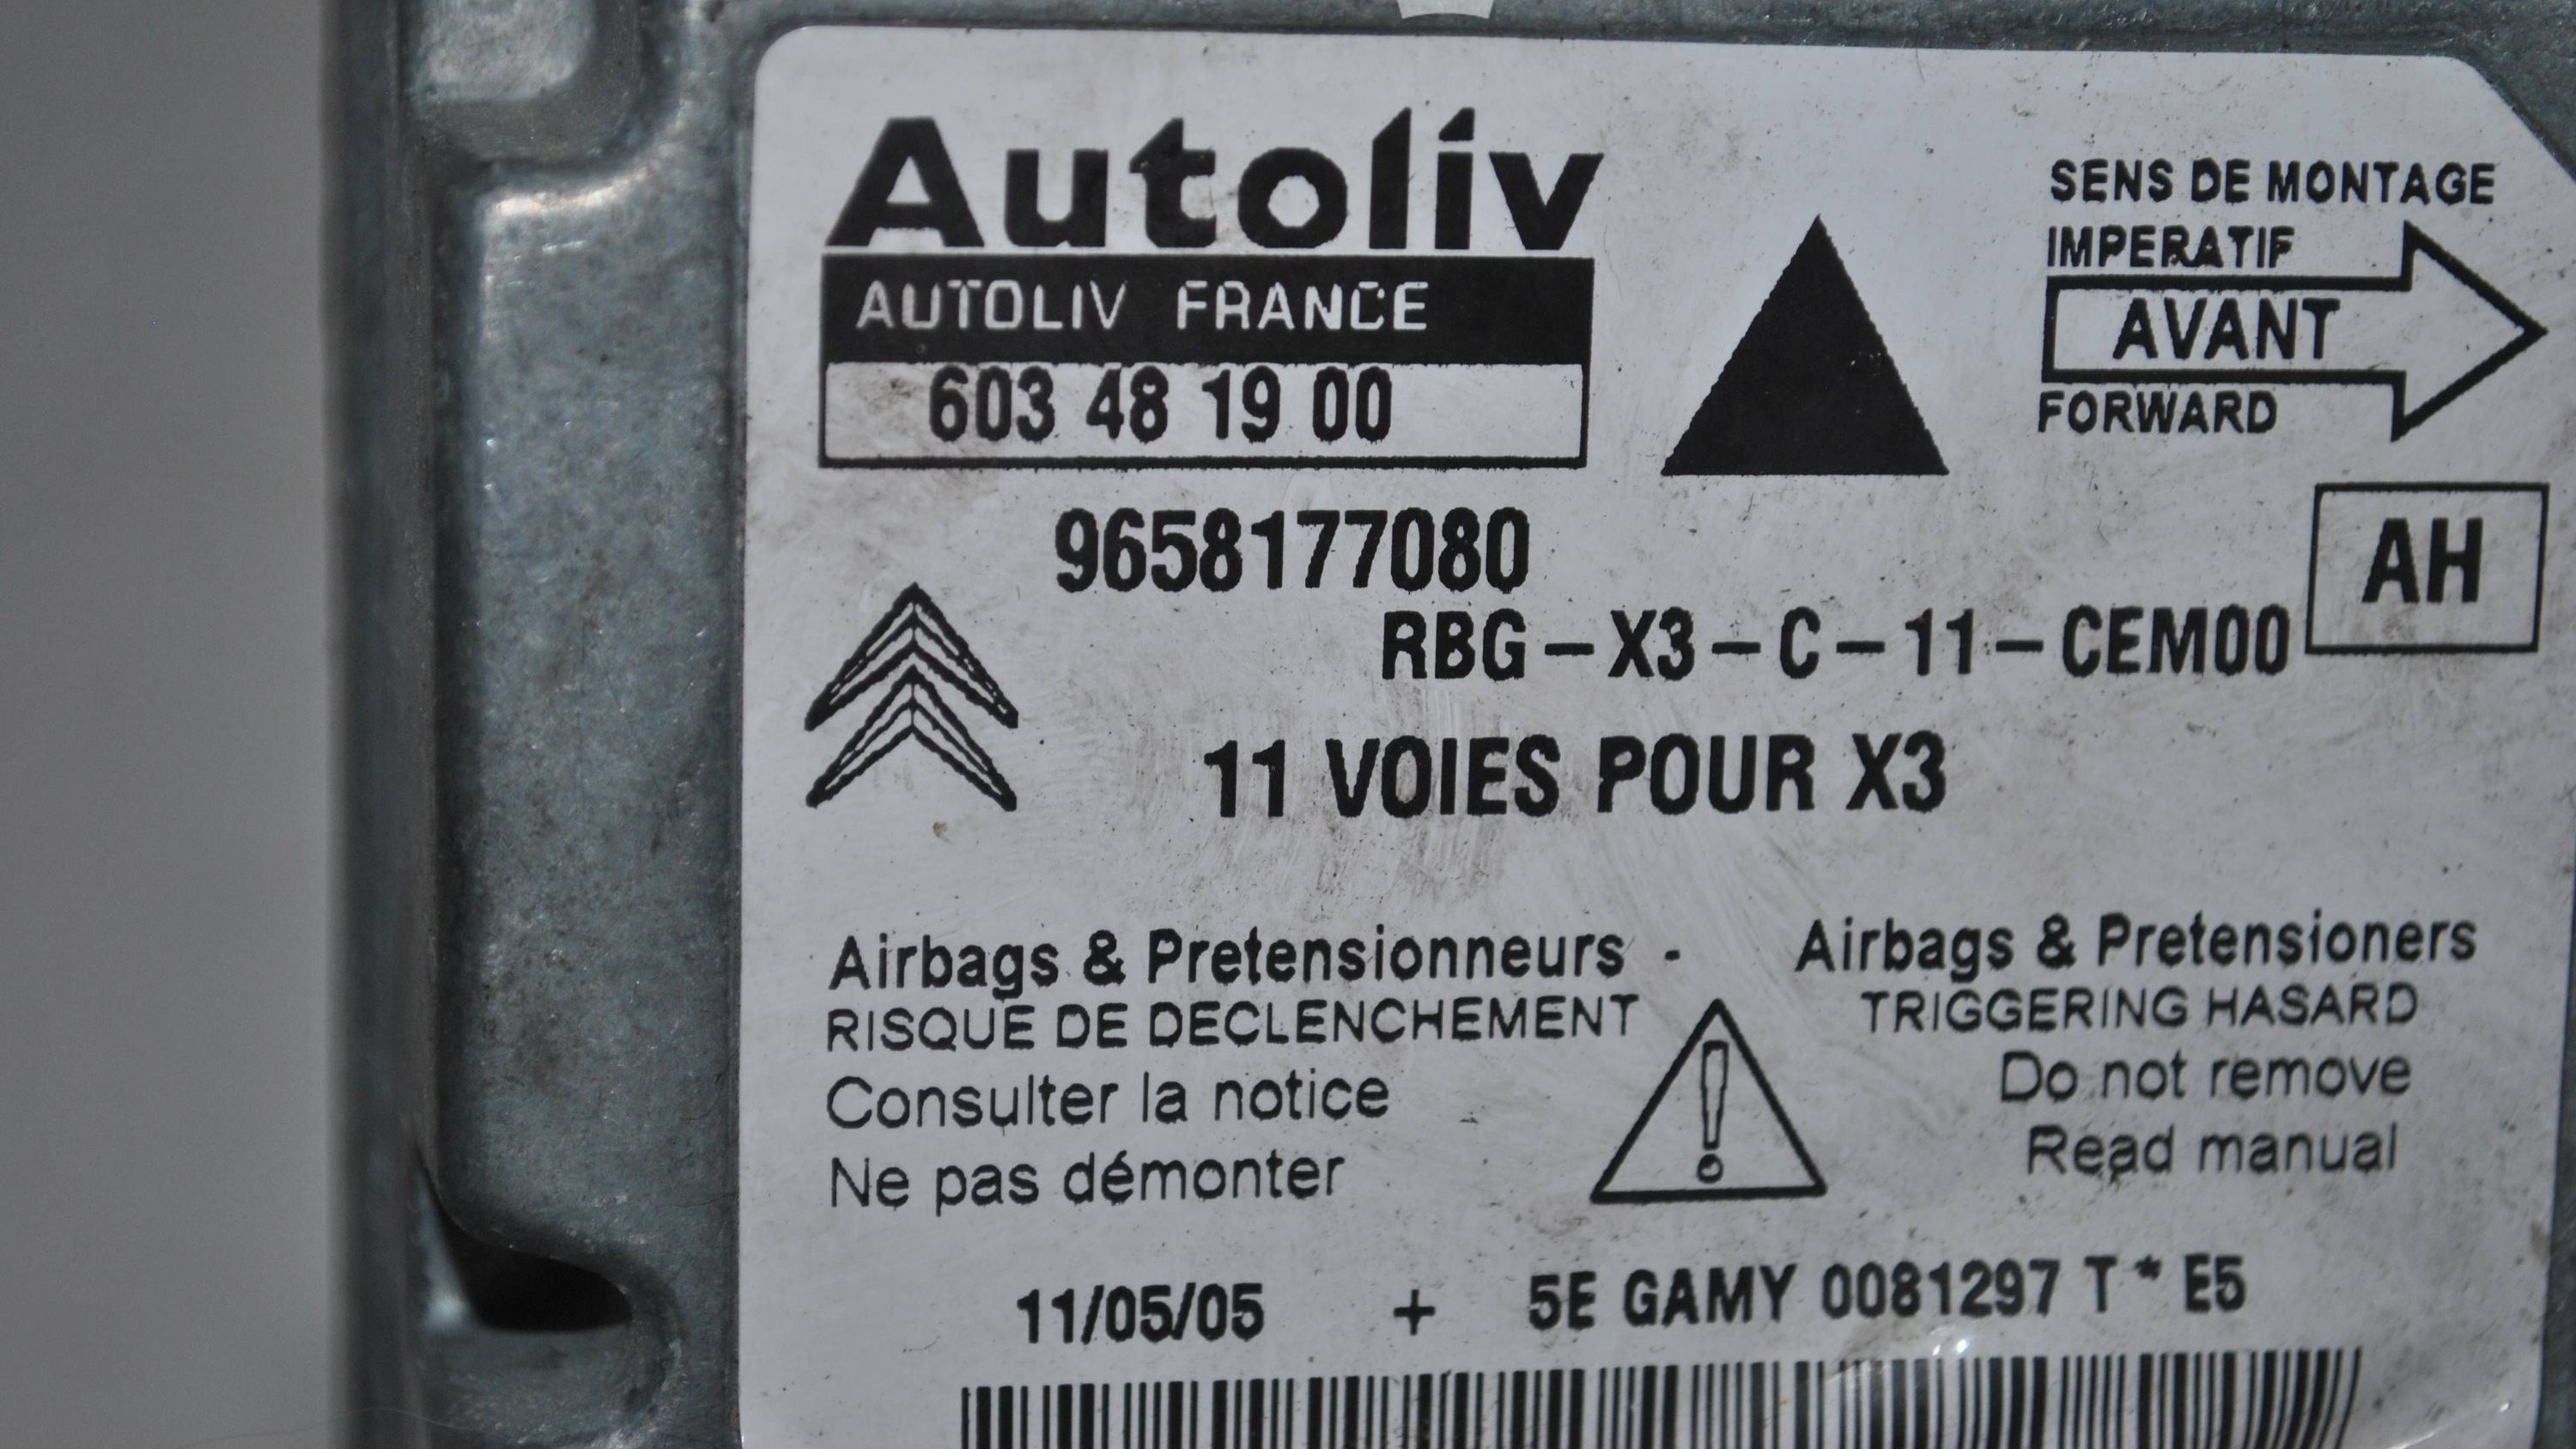 Autoliv
AUTOLIV FRANCE
603 48 19 00
SENS DE MONTAGE
IMPERATIF
AVANT
FORWARD
9658177080
AH
RBG - X3 - C - 11 - CEM00
11 VOIES POUR X3
Airbags & Pretensionneurs - Airbags & Pretensioners
RISQUE DE DECLENCHEMENT
TRIGGERING HASARD
Consulter la notice
Do not remove
Ne pas démonter
Read manual
11/05/05 + 5E GAMY 0081297 T * E5